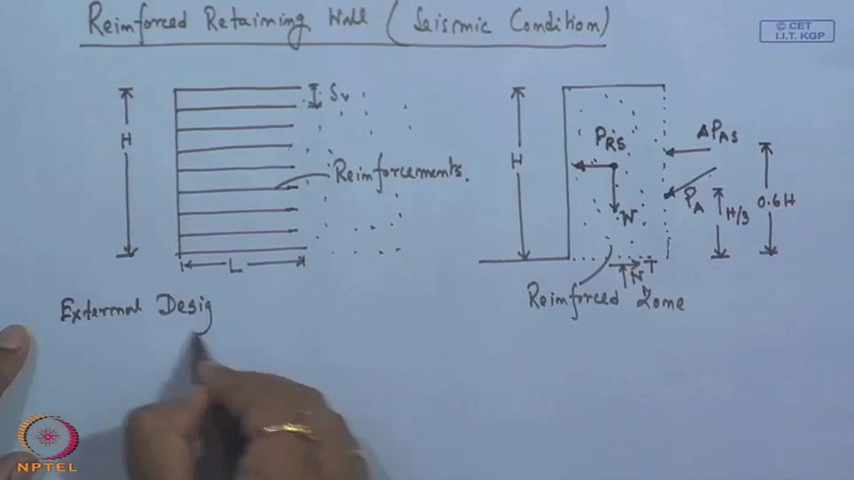 Reinforced Retaining Wall (Seismic Condition)
© CET
I.I.T. KGP
H
Sv
Reinforcements.
L
H
PRS
W
ΔPAS
PA
H/3
0.6H
T
N
Reinforced Zone
External Desig
NPTEL